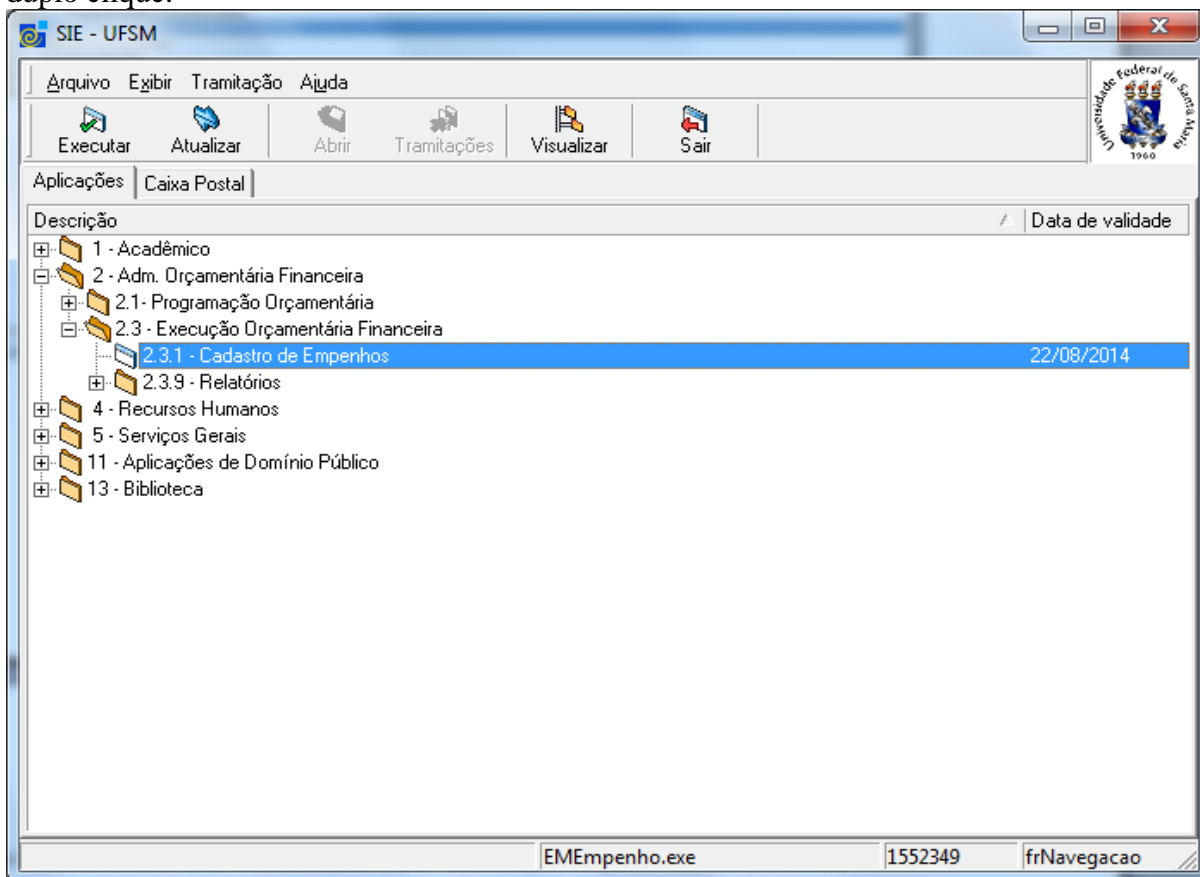 duplo clique.
SIE - UFSM
Arquivo Exibir Tramitação Ajuda
Executar Atualizar Abrir Tramitações Visualizar Sair
Universidade Federal de Santa Maria
1960
Aplicações Caixa Postal
Descrição Data de validade
1 - Acadêmico
2 - Adm. Orçamentária Financeira
2.1- Programação Orçamentária
2.3 - Execução Orçamentária Financeira
2.3.1 - Cadastro de Empenhos 22/08/2014
2.3.9 - Relatórios
4 - Recursos Humanos
5 - Serviços Gerais
11 - Aplicações de Domínio Público
13 - Biblioteca
EMEmpenho.exe 1552349 frNavegacao